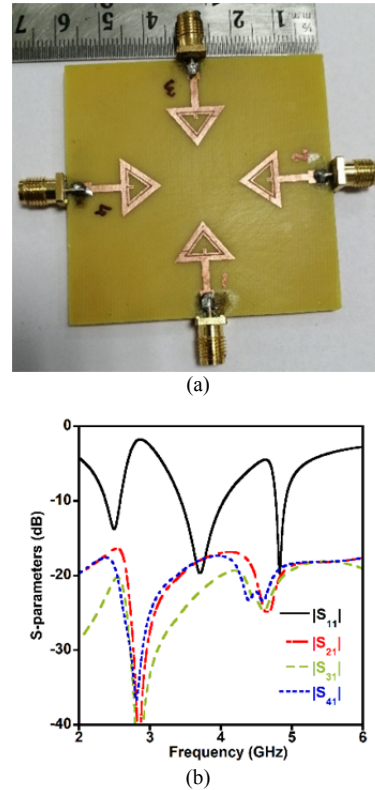 7 6 5 4 3 2 1
3
4
1
(a)
0
-10
-20
-30
-40
S-parameters (dB)
|S11|
|S21|
|S31|
|S41|
2 3 4 5 6
Frequency (GHz)
(b)